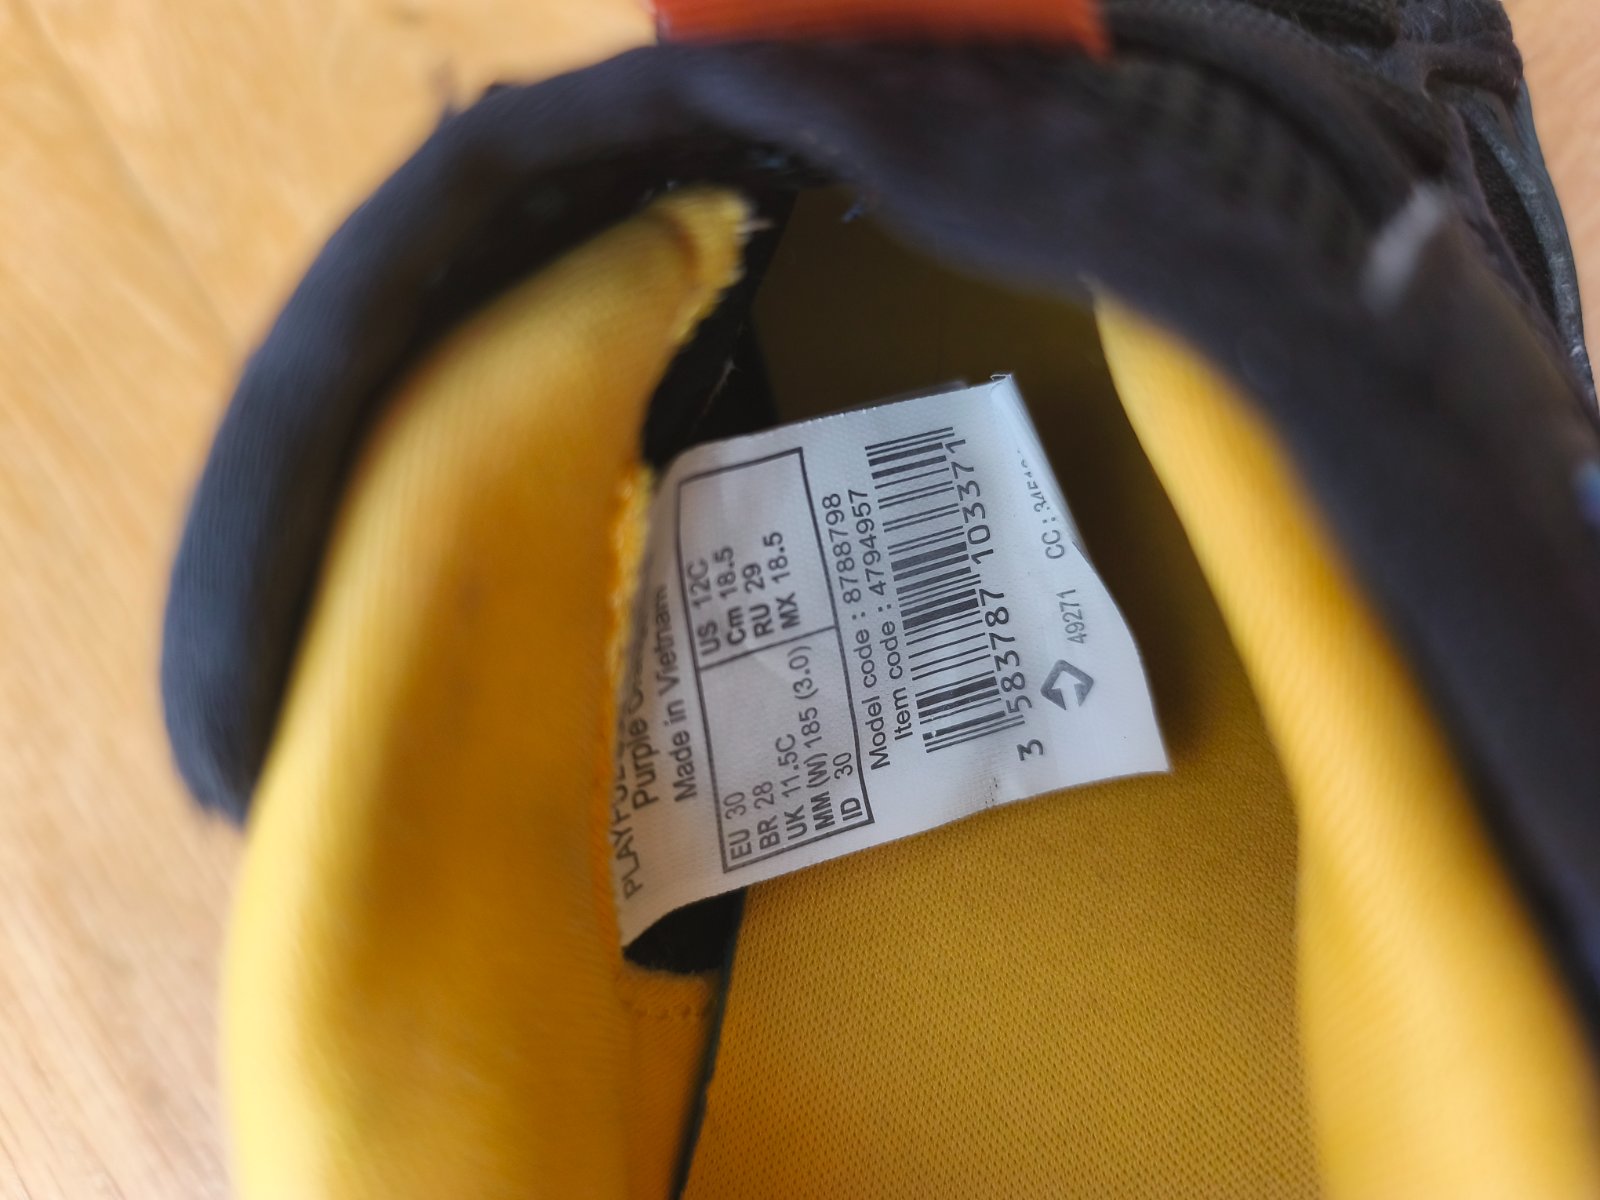 Purple
Made in Vietnam
EU 30
BR 28
UK 11.5C
MM (W) 185 (3.0)
ID 30
US 12C
Cm 18.5
RU 29
MX 18.5
Model code : 8788798
Item code : 4794957
3 583787 103371
49271 CC :